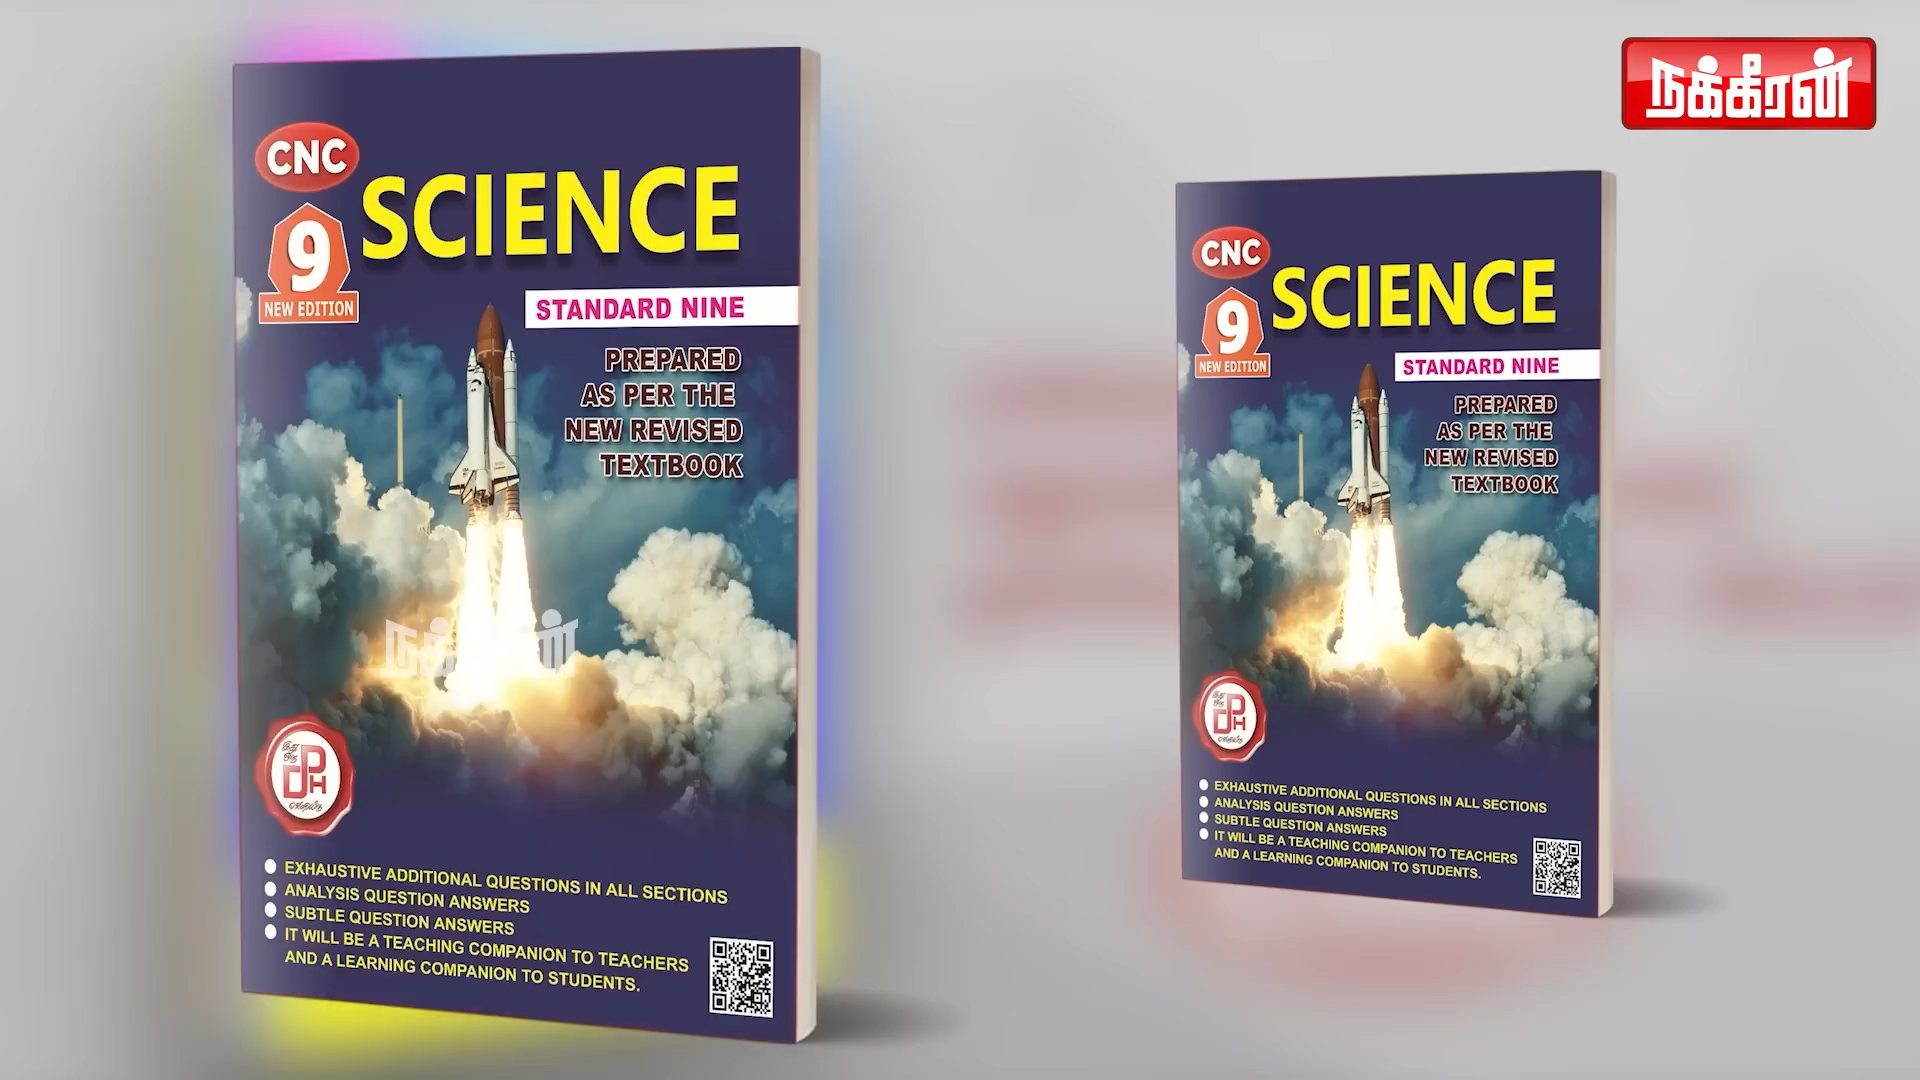 நக்கீரன்
CNC
SCIENCE
9
NEW EDITION
STANDARD NINE
PREPARED
AS PER THE
NEW REVISED
TEXTBOOK
நக்கீரன்
DPH
EXHAUSTIVE ADDITIONAL QUESTIONS IN ALL SECTIONS
ANALYSIS QUESTION ANSWERS
SUBTLE QUESTION ANSWERS
IT WILL BE A TEACHING COMPANION TO TEACHERS
AND A LEARNING COMPANION TO STUDENTS.
CNC
SCIENCE
9
NEW EDITION
STANDARD NINE
PREPARED
AS PER THE
NEW REVISED
TEXTBOOK
DPH
EXHAUSTIVE ADDITIONAL QUESTIONS IN ALL SECTIONS
ANALYSIS QUESTION ANSWERS
SUBTLE QUESTION ANSWERS
IT WILL BE A TEACHING COMPANION TO TEACHERS
AND A LEARNING COMPANION TO STUDENTS.